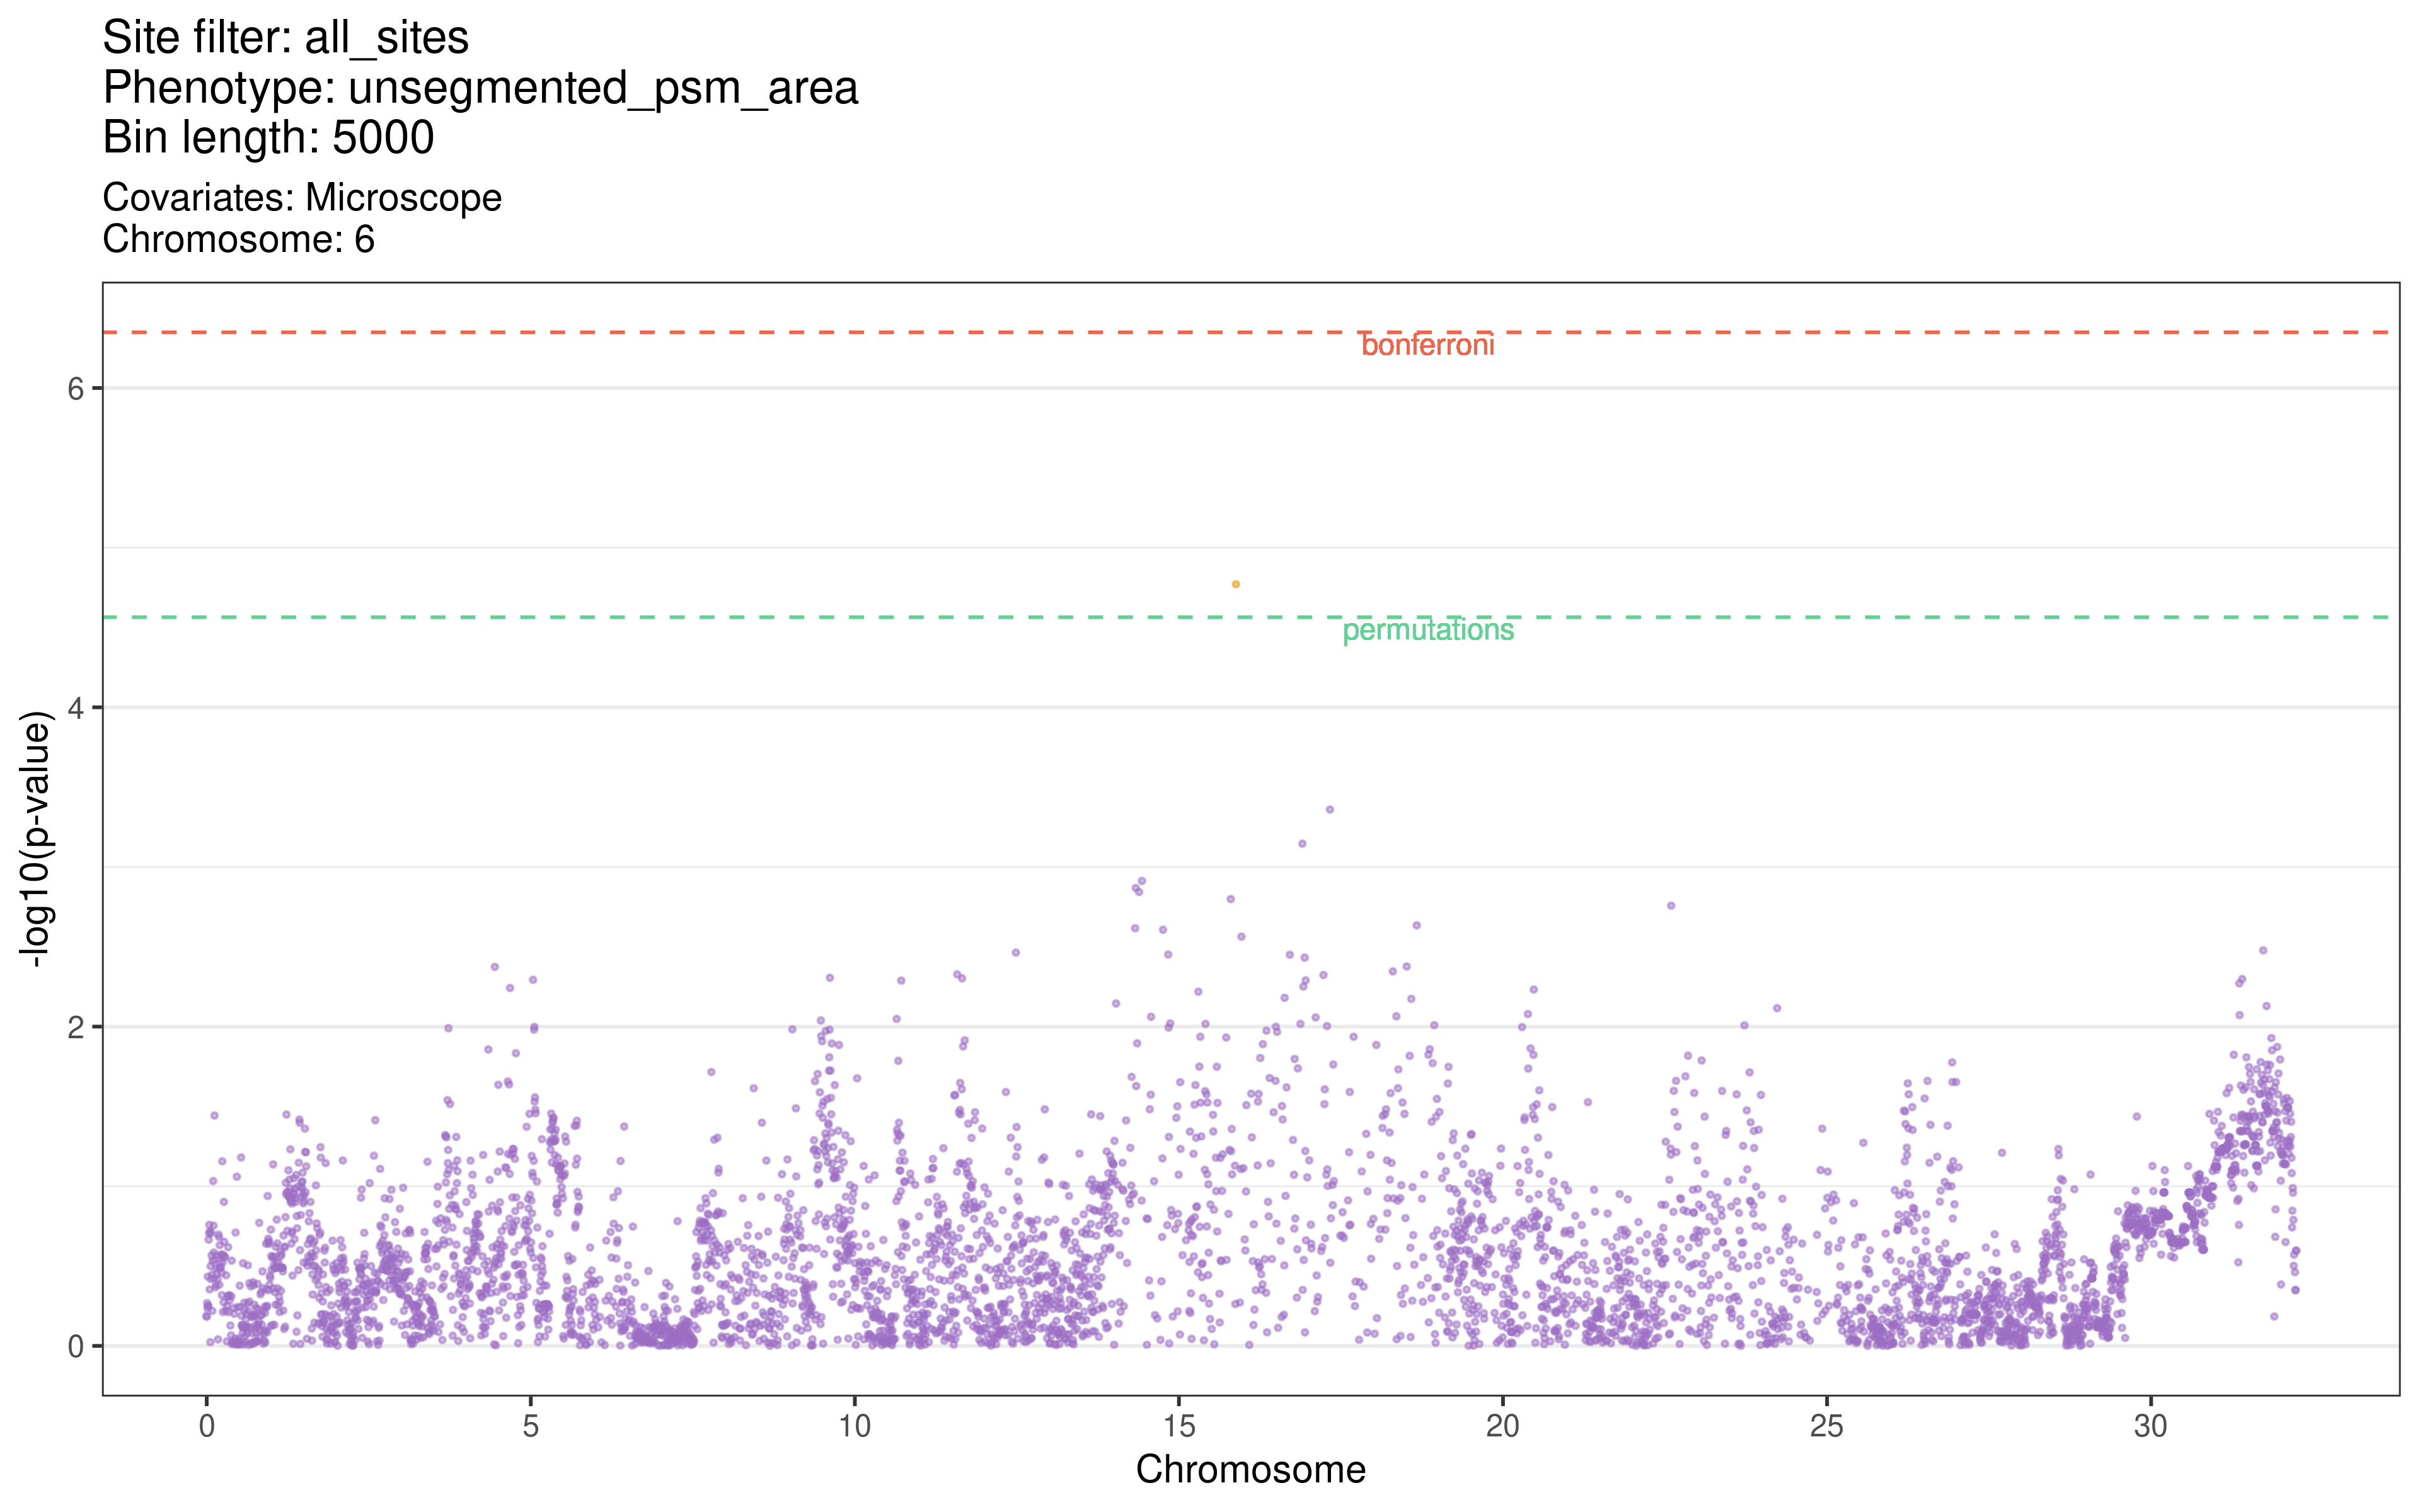 Site filter: all_sites
Phenotype: unsegmented_psm_area
Bin length: 5000
Covariates: Microscope
Chromosome: 6
bonferroni
6
permutations
4
-log10(p-value)
2
0
0 5 10 15 20 25 30
Chromosome